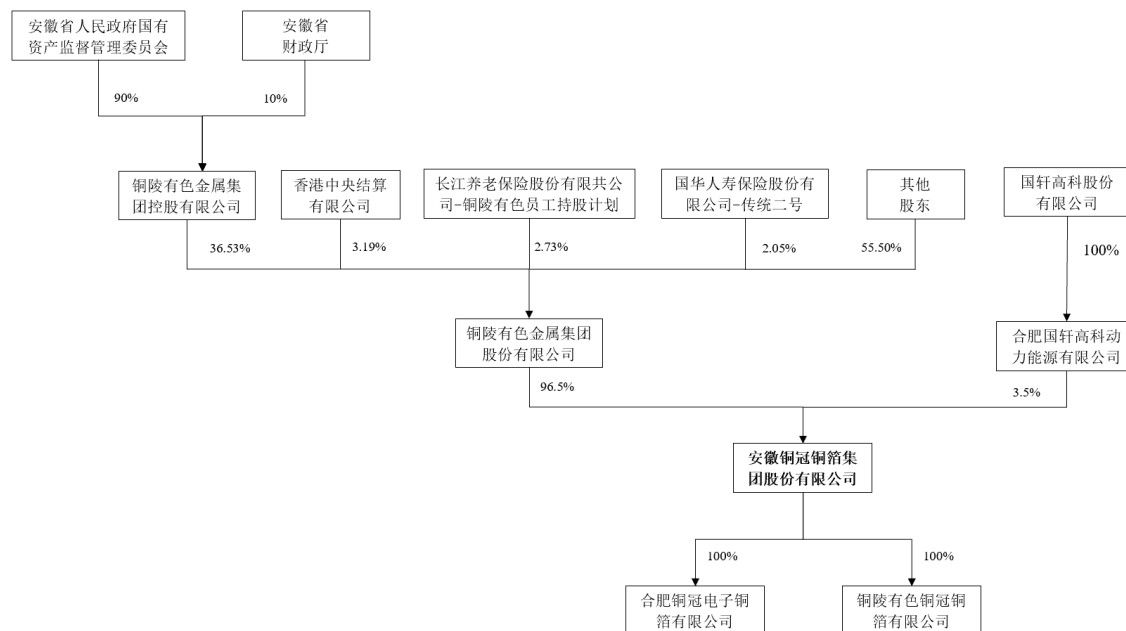 安徽省人民政府国有
资产监督管理委员会
安徽省
财政厅
90%
10%
铜陵有色金属集
团控股有限公司
香港中央结算
有限公司
长江养老保险股份有限共公
司-铜陵有色员工持股计划
国华人寿保险股份有
限公司-传统二号
其他
股东
国轩高科股份
有限公司
36.53%
3.19%
2.73%
2.05%
55.50%
100%
铜陵有色金属集团
股份有限公司
合肥国轩高科动
力能源有限公司
96.5%
3.5%
安徽铜冠铜箔集
团股份有限公司
100%
100%
合肥铜冠电子铜
箔有限公司
铜陵有色铜冠铜
箔有限公司